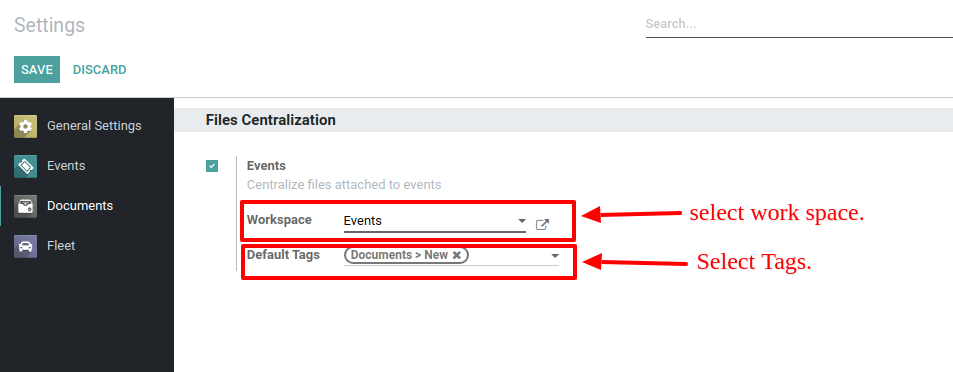 Settings
Search...
SAVE DISCARD
General Settings
Events
Documents
Fleet
Files Centralization
Events
Centralize files attached to events
Workspace Events
select work space.
Default Tags Documents > New ✖
Select Tags.